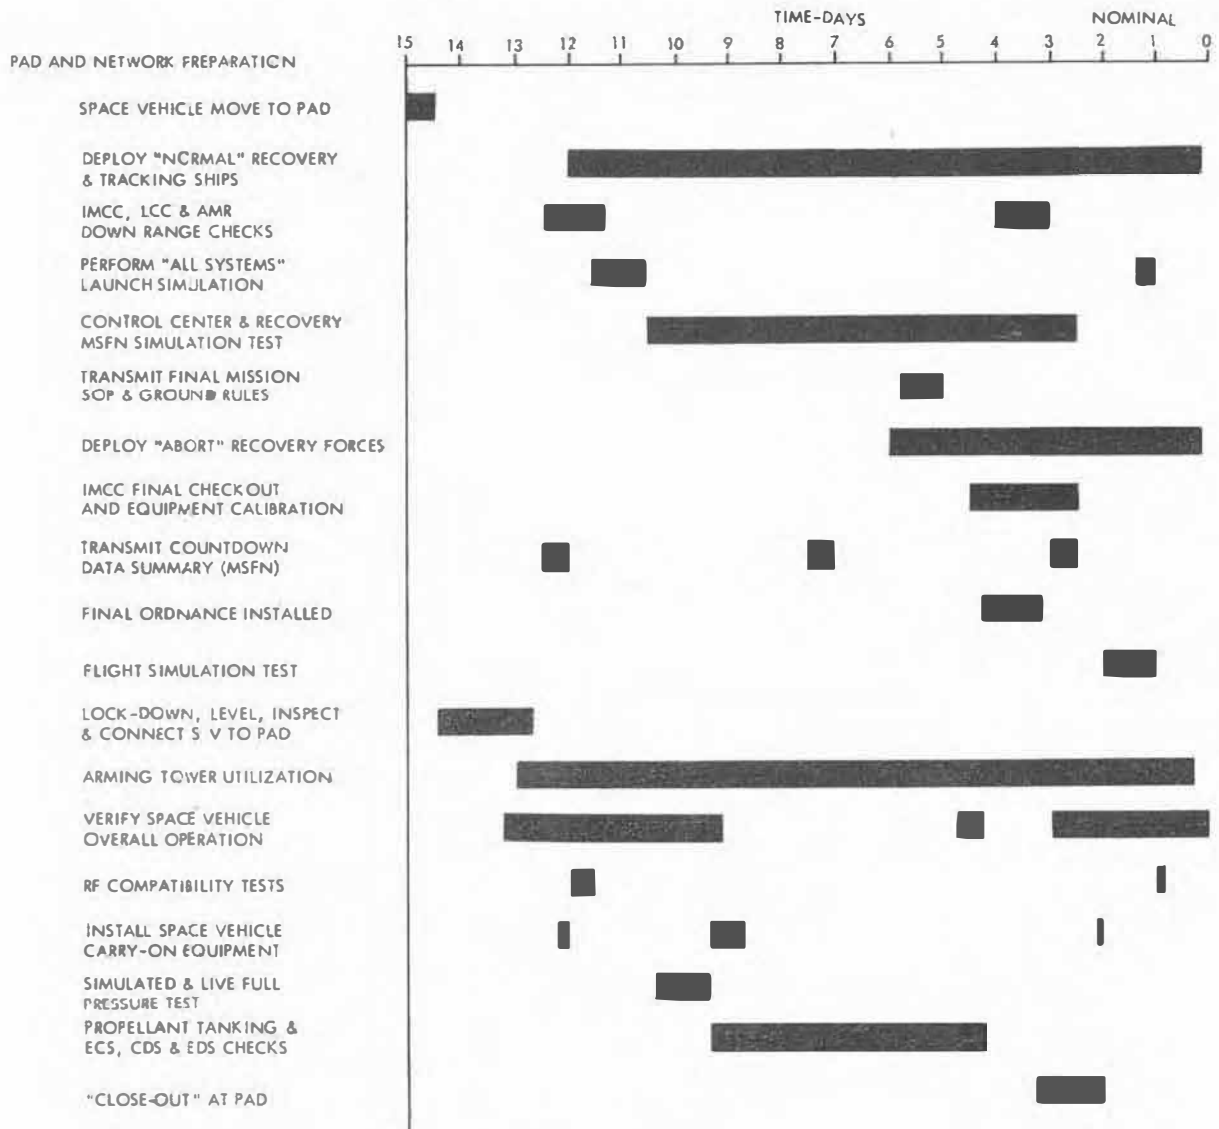 TIME-DAYS NOMINAL
15 14 13 12 11 10 9 8 7 6 5 4 3 2 1 0
PAD AND NETWORK FREPARATION
SPACE VEHICLE MOVE TO PAD
DEPLOY "NORMAL" RECOVERY
& TRACKING SHIPS
IMCC, LCC & AMR
DOWN RANGE CHECKS
PERFORM "ALL SYSTEMS"
LAUNCH SIMULATION
CONTROL CENTER & RECOVERY
MSFN SIMULATION TEST
TRANSMIT FINAL MISSION
SOP & GROUND RULES
DEPLOY "ABORT" RECOVERY FORCES
IMCC FINAL CHECKOUT
AND EQUIPMENT CALIBRATION
TRANSMIT COUNTDOWN
DATA SUMMARY (MSFN)
FINAL ORDNANCE INSTALLED
FLIGHT SIMULATION TEST
LOCK-DOWN, LEVEL, INSPECT
& CONNECT S V TO PAD
ARMING TOWER UTILIZATION
VERIFY SPACE VEHICLE
OVERALL OPERATION
RF COMPATIBILITY TESTS
INSTALL SPACE VEHICLE
CARRY-ON EQUIPMENT
SIMULATED & LIVE FULL
PRESSURE TEST
PROPELLANT TANKING &
ECS, CDS & EDS CHECKS
"CLOSE-OUT" AT PAD